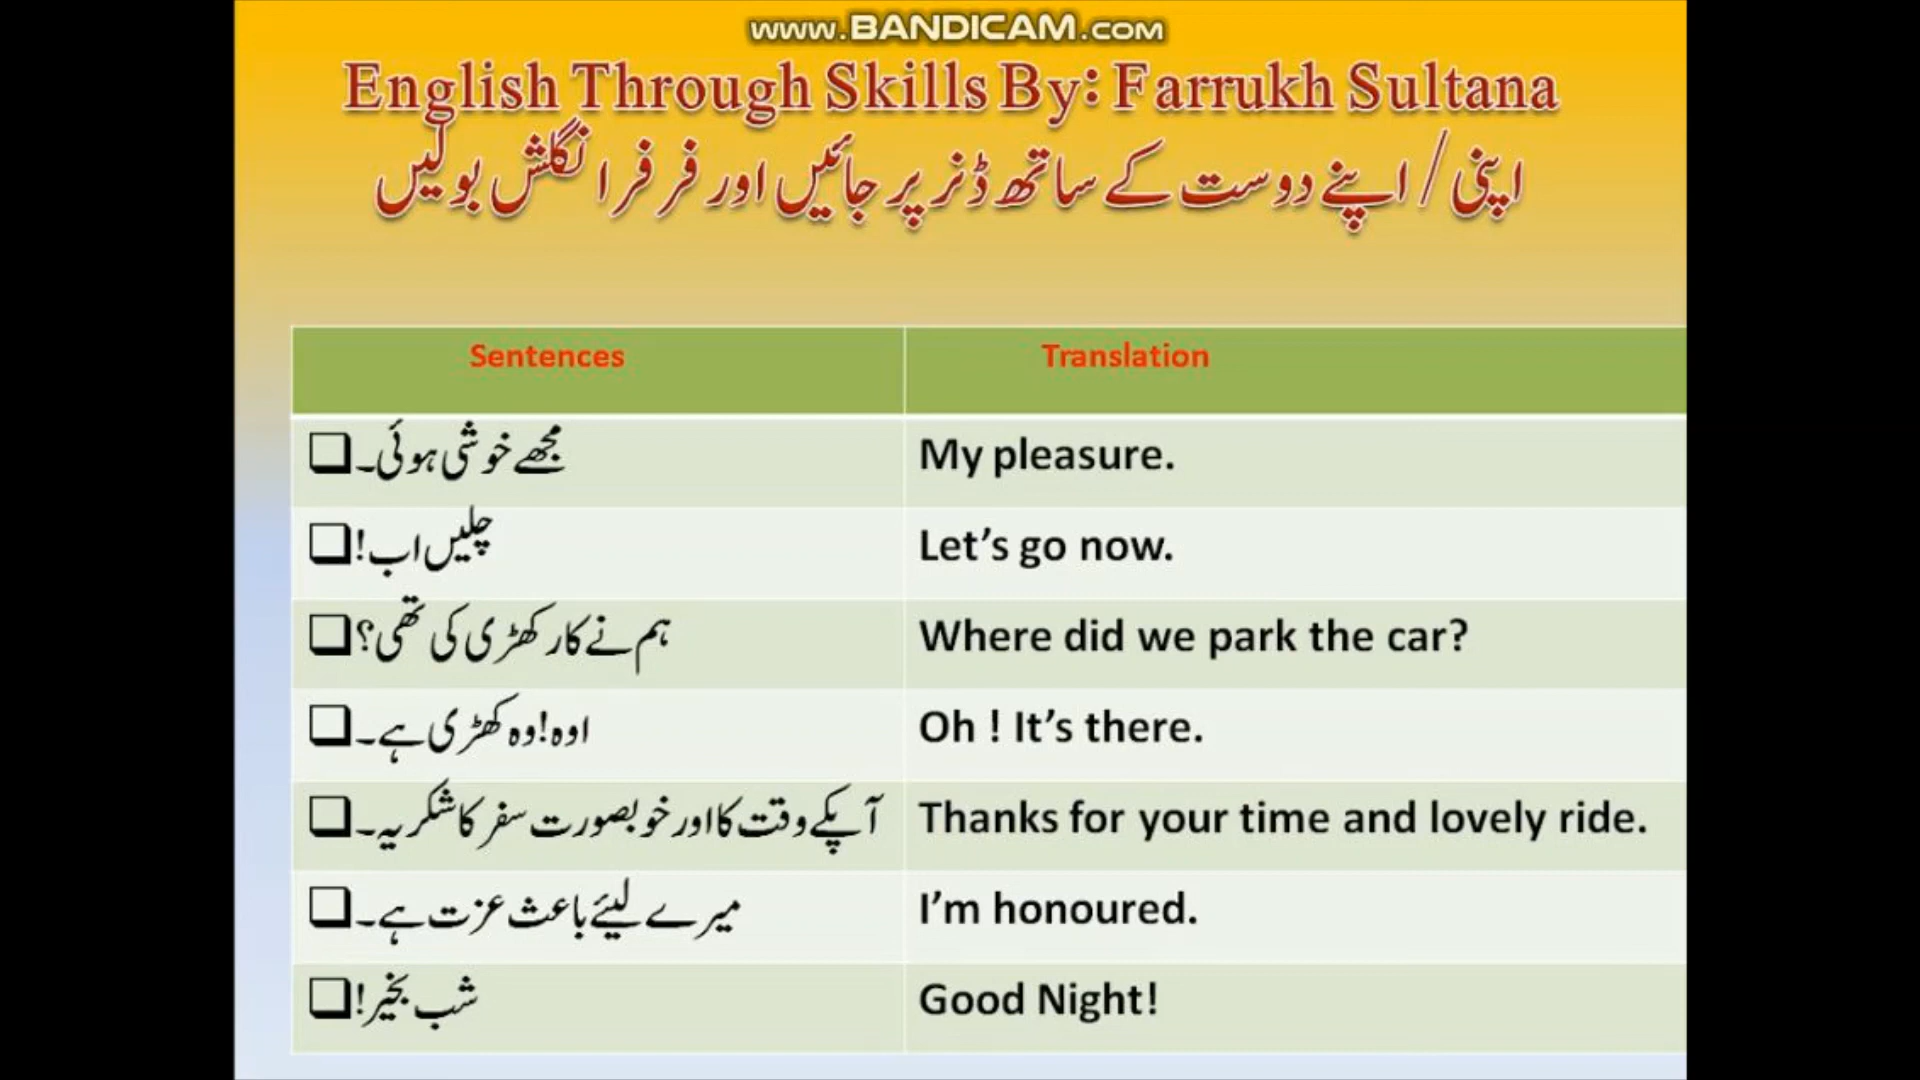 www.BANDICAM.com
English Through Skills By: Farrukh Sultana
اپنی / اپنے دوست کے ساتھ ڈنر پر جائیں اور فر فر انگلش بولیں
Sentences Translation
مجھے خوشی ہوئی۔ My pleasure.
چلیں اب! Let’s go now.
ہم نے کار کھڑی کی تھی؟ Where did we park the car?
اوہ! وہ کھڑی ہے۔ Oh ! It’s there.
آپکے وقت کا اور خوبصورت سفر کا شکریہ۔ Thanks for your time and lovely ride.
میرے لیئے باعث عزت ہے۔ I’m honoured.
شب بخیر! Good Night!